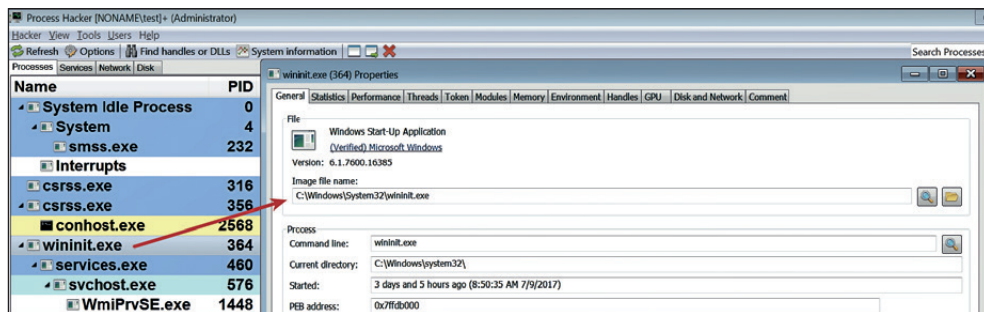 Process Hacker [NONAME\test]+ (Administrator)
Hacker View Tools Users Help
Refresh Options Find handles or DLLs System information Search Processes
Processes Services Network Disk
Name PID
System Idle Process 0
System 4
smss.exe 232
Interrupts
csrss.exe 316
csrss.exe 356
conhost.exe 2568
wininit.exe 364
services.exe 460
svchost.exe 576
WmiPrvSE.exe 1448
wininit.exe (364) Properties
General Statistics Performance Threads Token Modules Memory Environment Handles GPU Disk and Network Comment
File
Windows Start-Up Application
(Verified) Microsoft Windows
Version: 6.1.7600.16385
Image file name:
C:\Windows\System32\wininit.exe
Process
Command line: wininit.exe
Current directory: C:\Windows\system32\
Started: 3 days and 5 hours ago (8:50:35 AM 7/9/2017)
PEB address: 0x7ffdb000